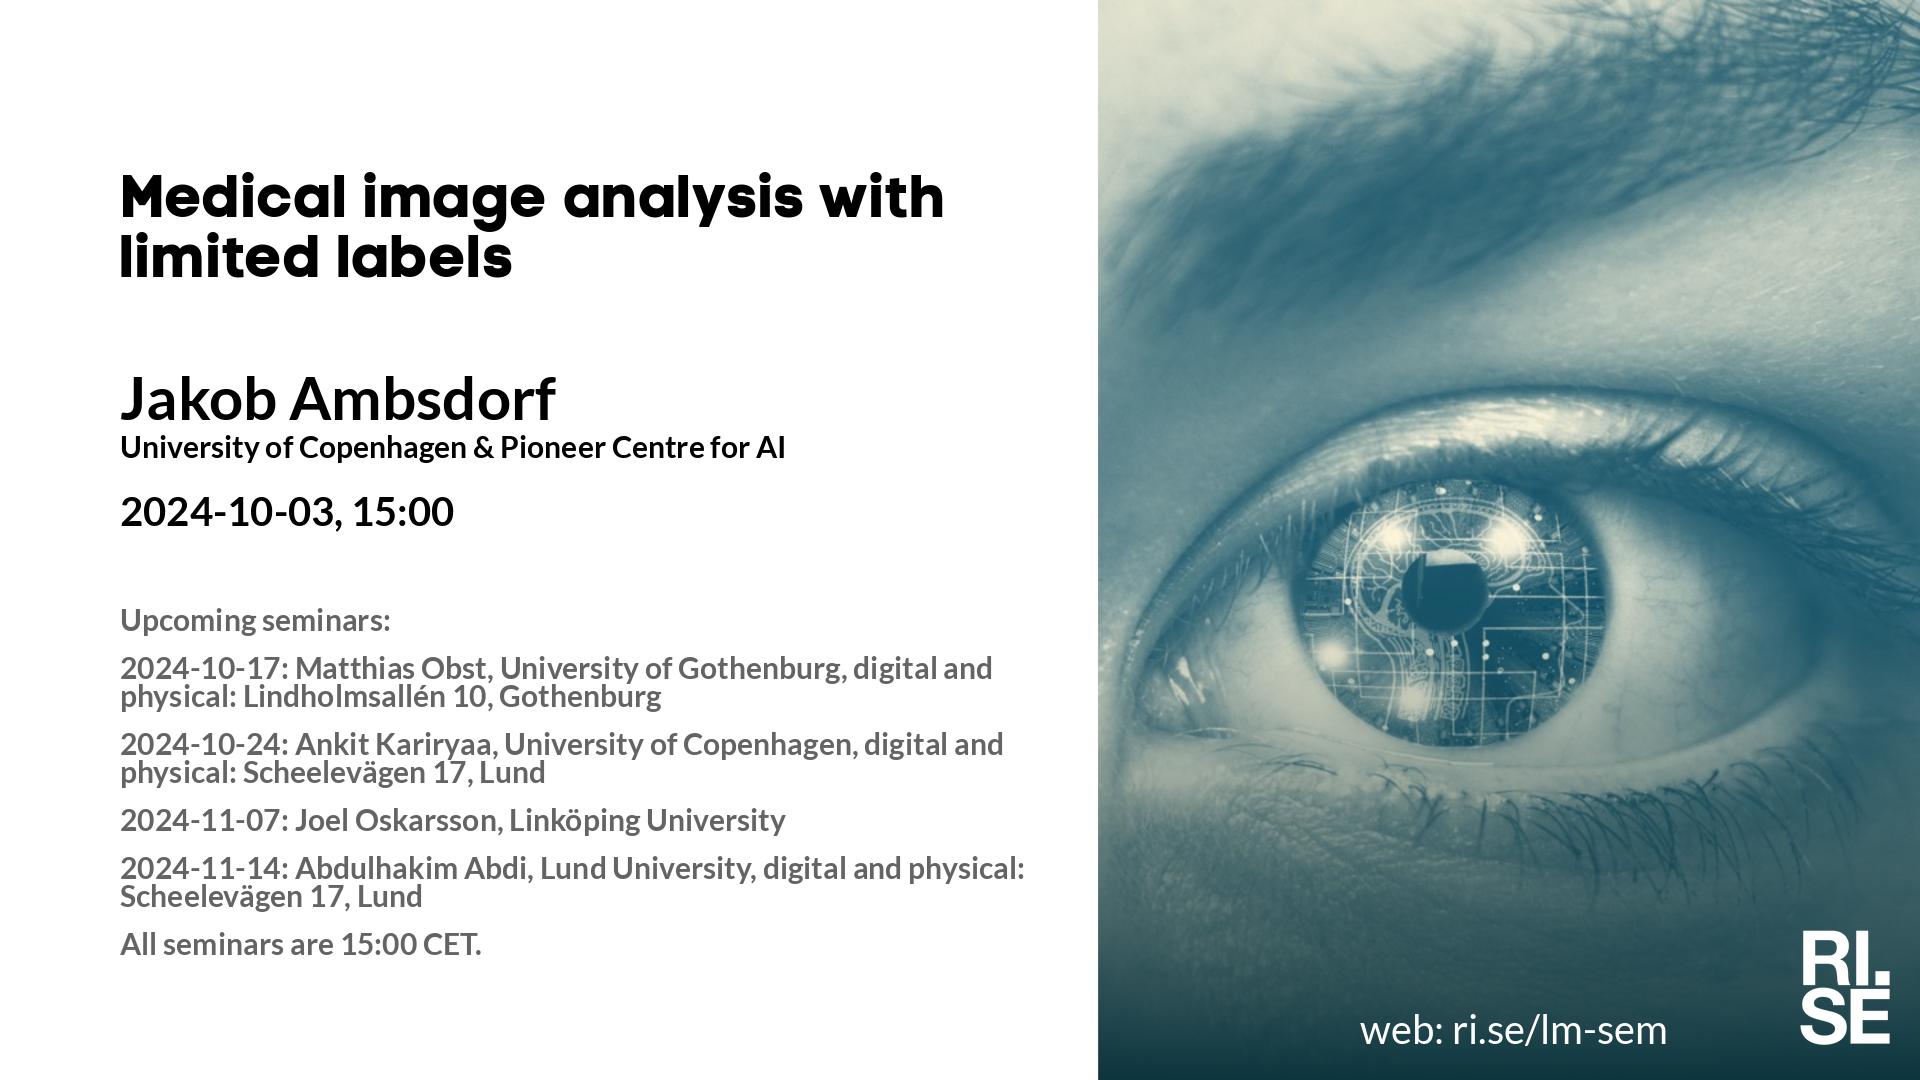 Medical image analysis with
limited labels
Jakob Ambsdorf
University of Copenhagen & Pioneer Centre for AI
2024-10-03, 15:00
Upcoming seminars:
2024-10-17: Matthias Obst, University of Gothenburg, digital and
physical: Lindholmsallén 10, Gothenburg
2024-10-24: Ankit Kariryaa, University of Copenhagen, digital and
physical: Scheelevägen 17, Lund
2024-11-07: Joel Oskarsson, Linköping University
2024-11-14: Abdulhakim Abdi, Lund University, digital and physical:
Scheelevägen 17, Lund
All seminars are 15:00 CET.
RI.
SE
web: ri.se/lm-sem